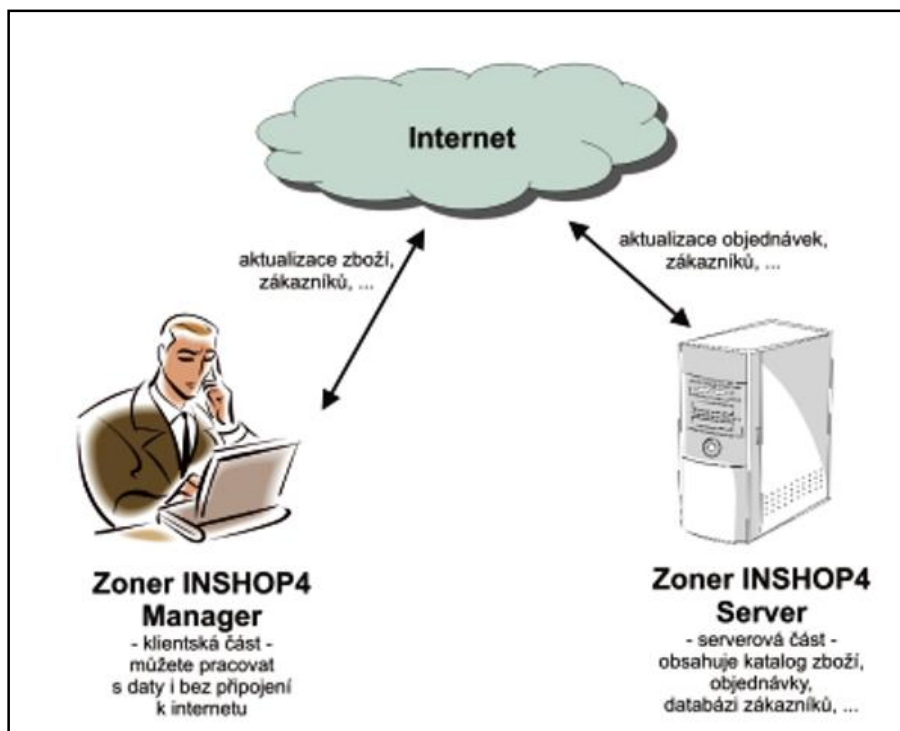 Internet
aktualizace zboží,
zákazníků, ...
aktualizace objednávek,
zákazníků, ...
Zoner INSHOP4
Manager
- klientská část -
můžete pracovat
s daty i bez připojení
k internetu
Zoner INSHOP4
Server
- serverová část -
obsahuje katalog zboží,
objednávky,
databázi zákazníků, ...